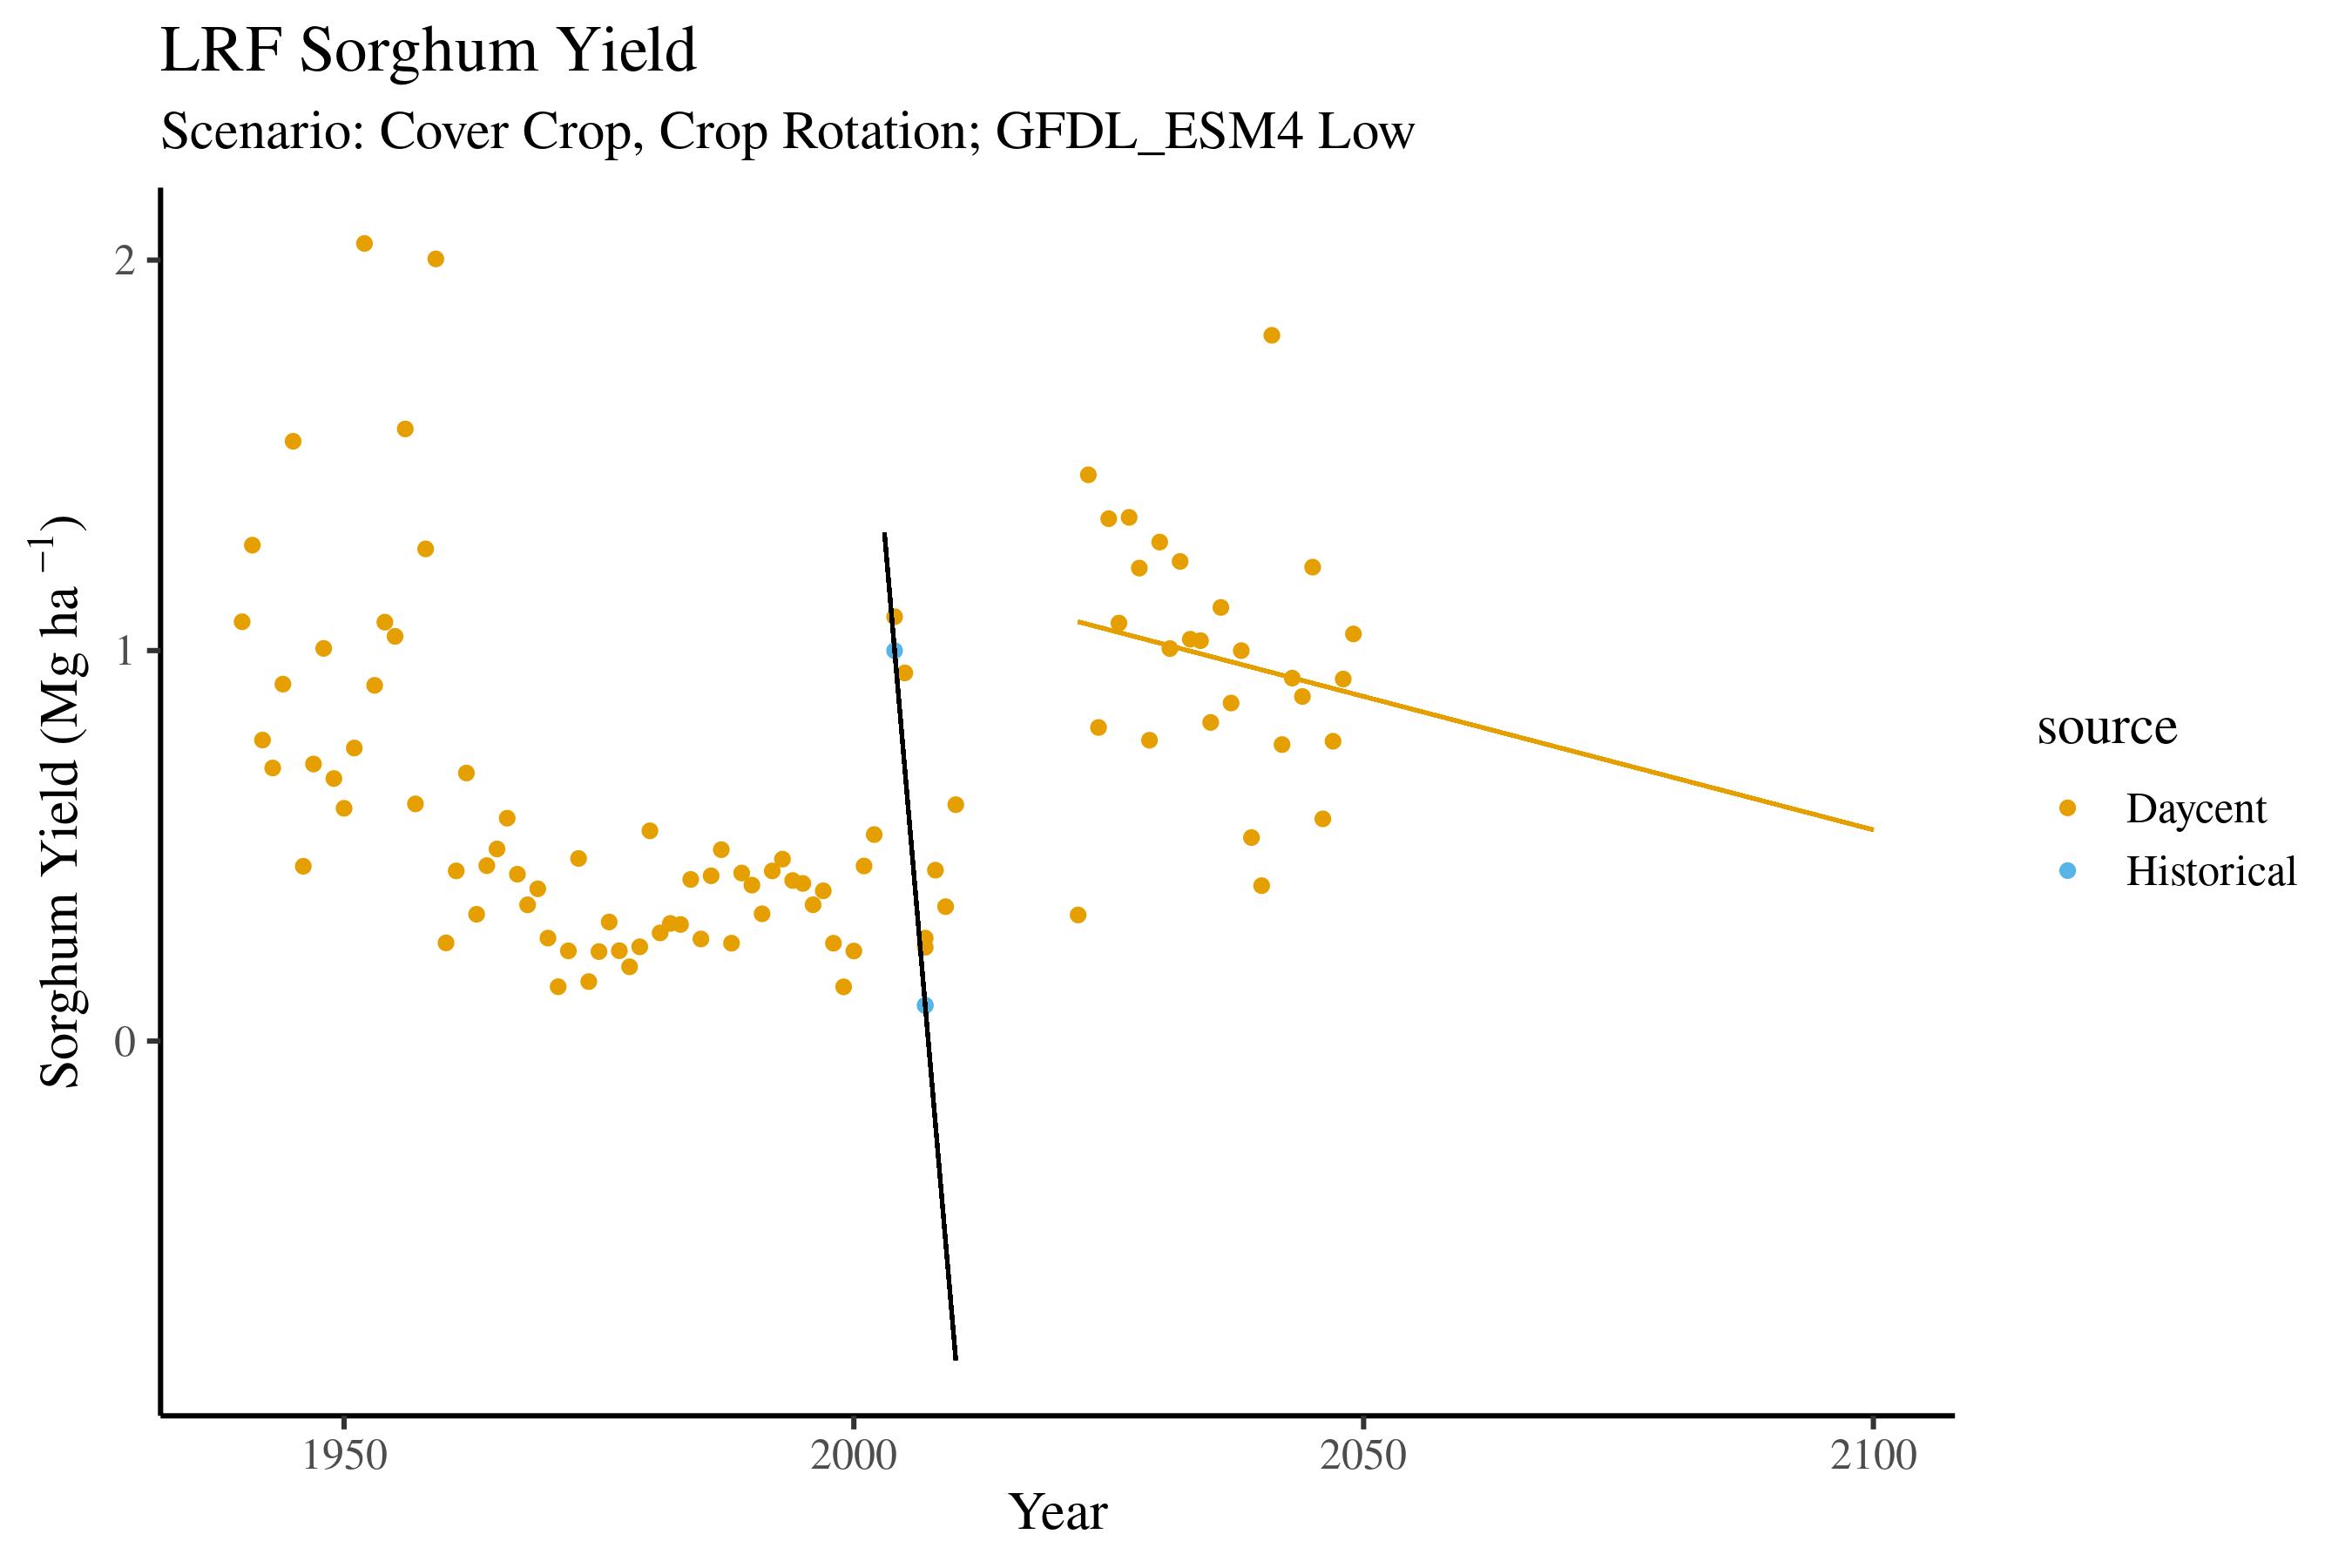 LRF Sorghum Yield
Scenario: Cover Crop, Crop Rotation; GFDL_ESM4 Low
Sorghum Yield (Mg ha −1)
2
1
0
1950
2000
2050
2100
Year
source
Daycent
Historical